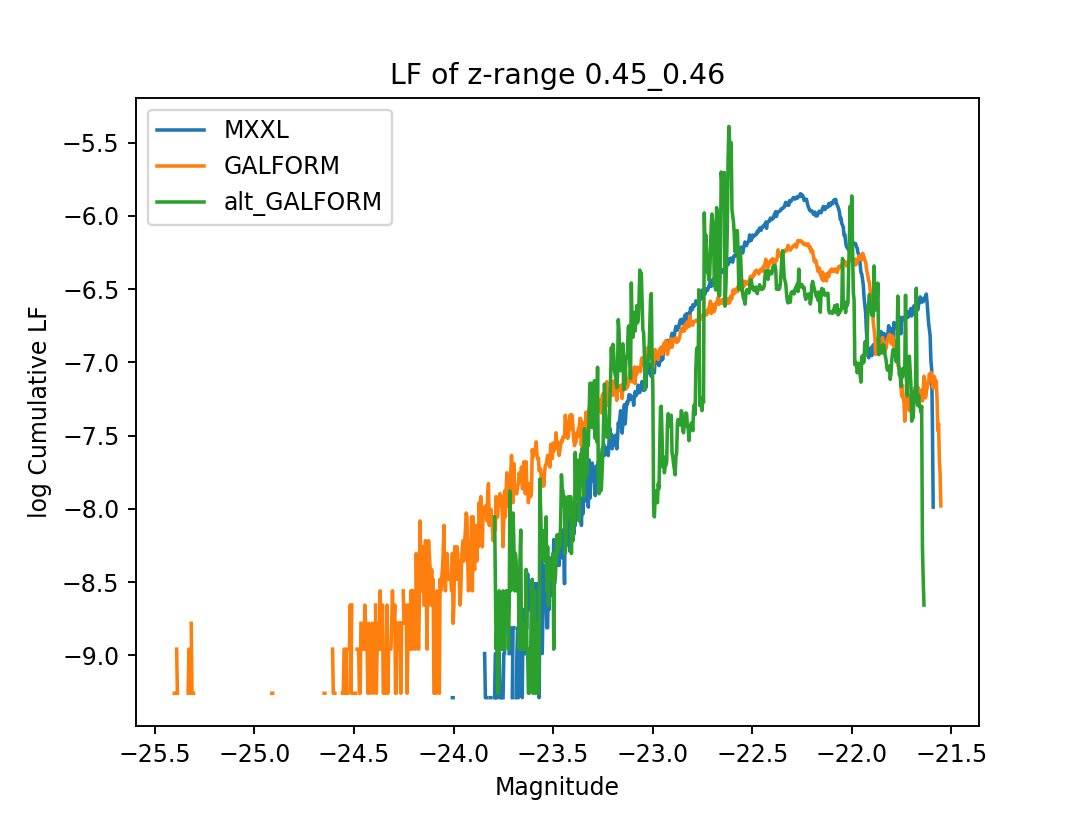 LF of z-range 0.45_0.46
MXXL
GALFORM
alt_GALFORM
log Cumulative LF
−5.5
−6.0
−6.5
−7.0
−7.5
−8.0
−8.5
−9.0
−25.5 −25.0 −24.5 −24.0 −23.5 −23.0 −22.5 −22.0 −21.5
Magnitude